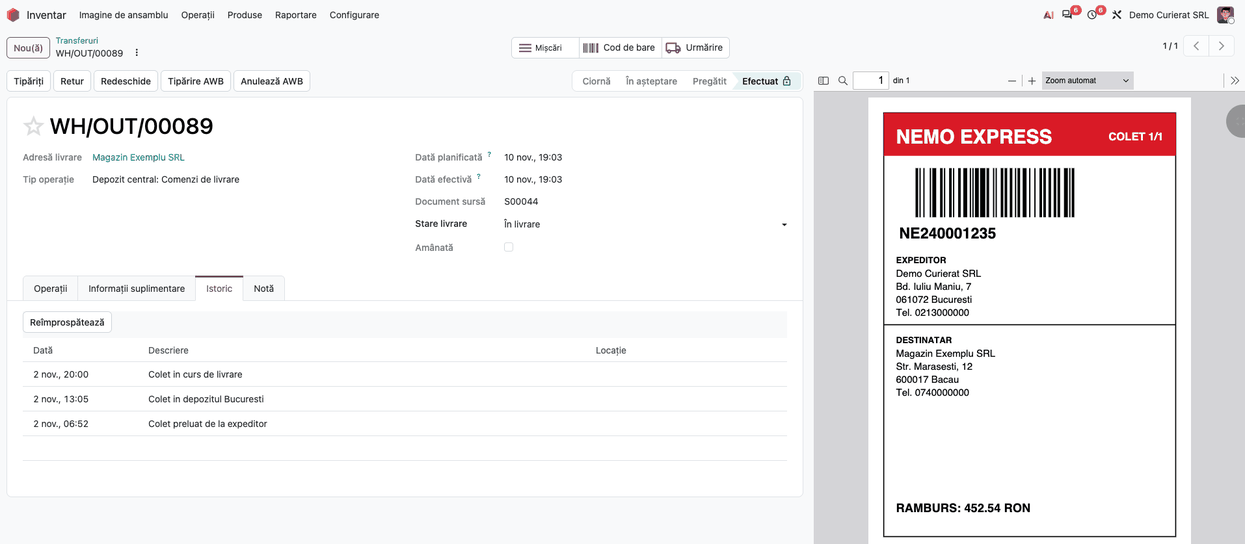 Inventar Imagine de ansamblu Operații Produse Raportare Configurare AI 6 6 Demo Curierat SRL
Nou(ă) Transferuri
WH/OUT/00089
Mișcări Cod de bare Urmărire 1/1
Tipăriți Retur Redeschide Tipărire AWB Anulează AWB Ciornă În așteptare Pregătit Efectuat
WH/OUT/00089
Adresă livrare Magazin Exemplu SRL
Tip operație Depozit central: Comenzi de livrare
Dată planificată ? 10 nov., 19:03
Dată efectivă ? 10 nov., 19:03
Document sursă S00044
Stare livrare În livrare
Amânată
Operații Informații suplimentare Istoric Notă
Reîmprospătează
Dată Descriere Locație
2 nov., 20:00 Colet in curs de livrare
2 nov., 13:05 Colet in depozitul Bucuresti
2 nov., 06:52 Colet preluat de la expeditor
1 din 1 Zoom automat
NEMO EXPRESS COLET 1/1
NE240001235
EXPEDITOR
Demo Curierat SRL
Bd. Iuliu Maniu, 7
061072 Bucuresti
Tel. 0213000000
DESTINATAR
Magazin Exemplu SRL
Str. Marasesti, 12
600017 Bacau
Tel. 0740000000
RAMBURS: 452.54 RON